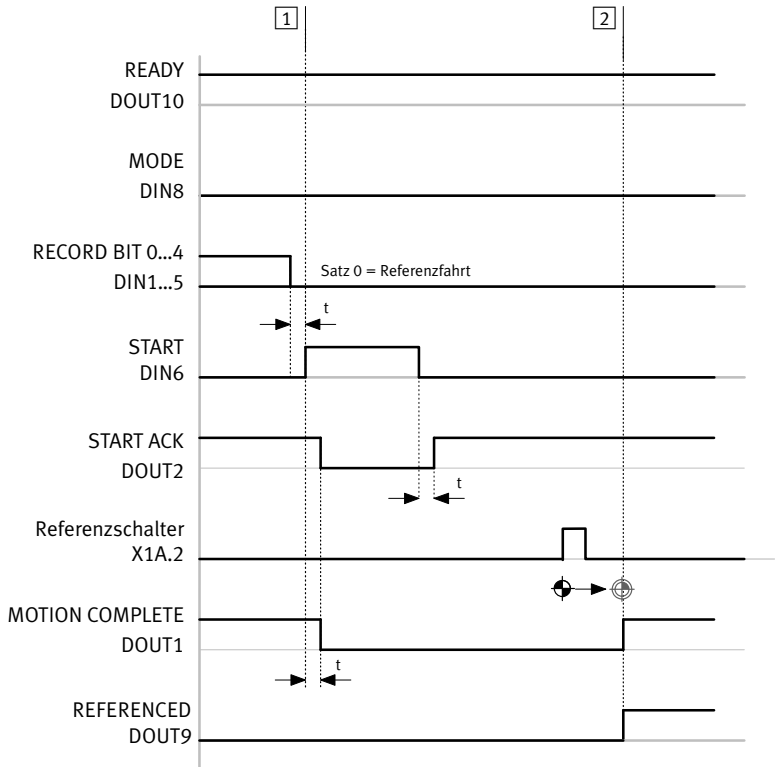 1
2
READY
DOUT10
MODE
DIN8
RECORD BIT 0...4
DIN1...5
Satz 0 = Referenzfahrt
t
START
DIN6
START ACK
DOUT2
t
Referenzschalter
X1A.2
MOTION COMPLETE
DOUT1
t
REFERENCED
DOUT9